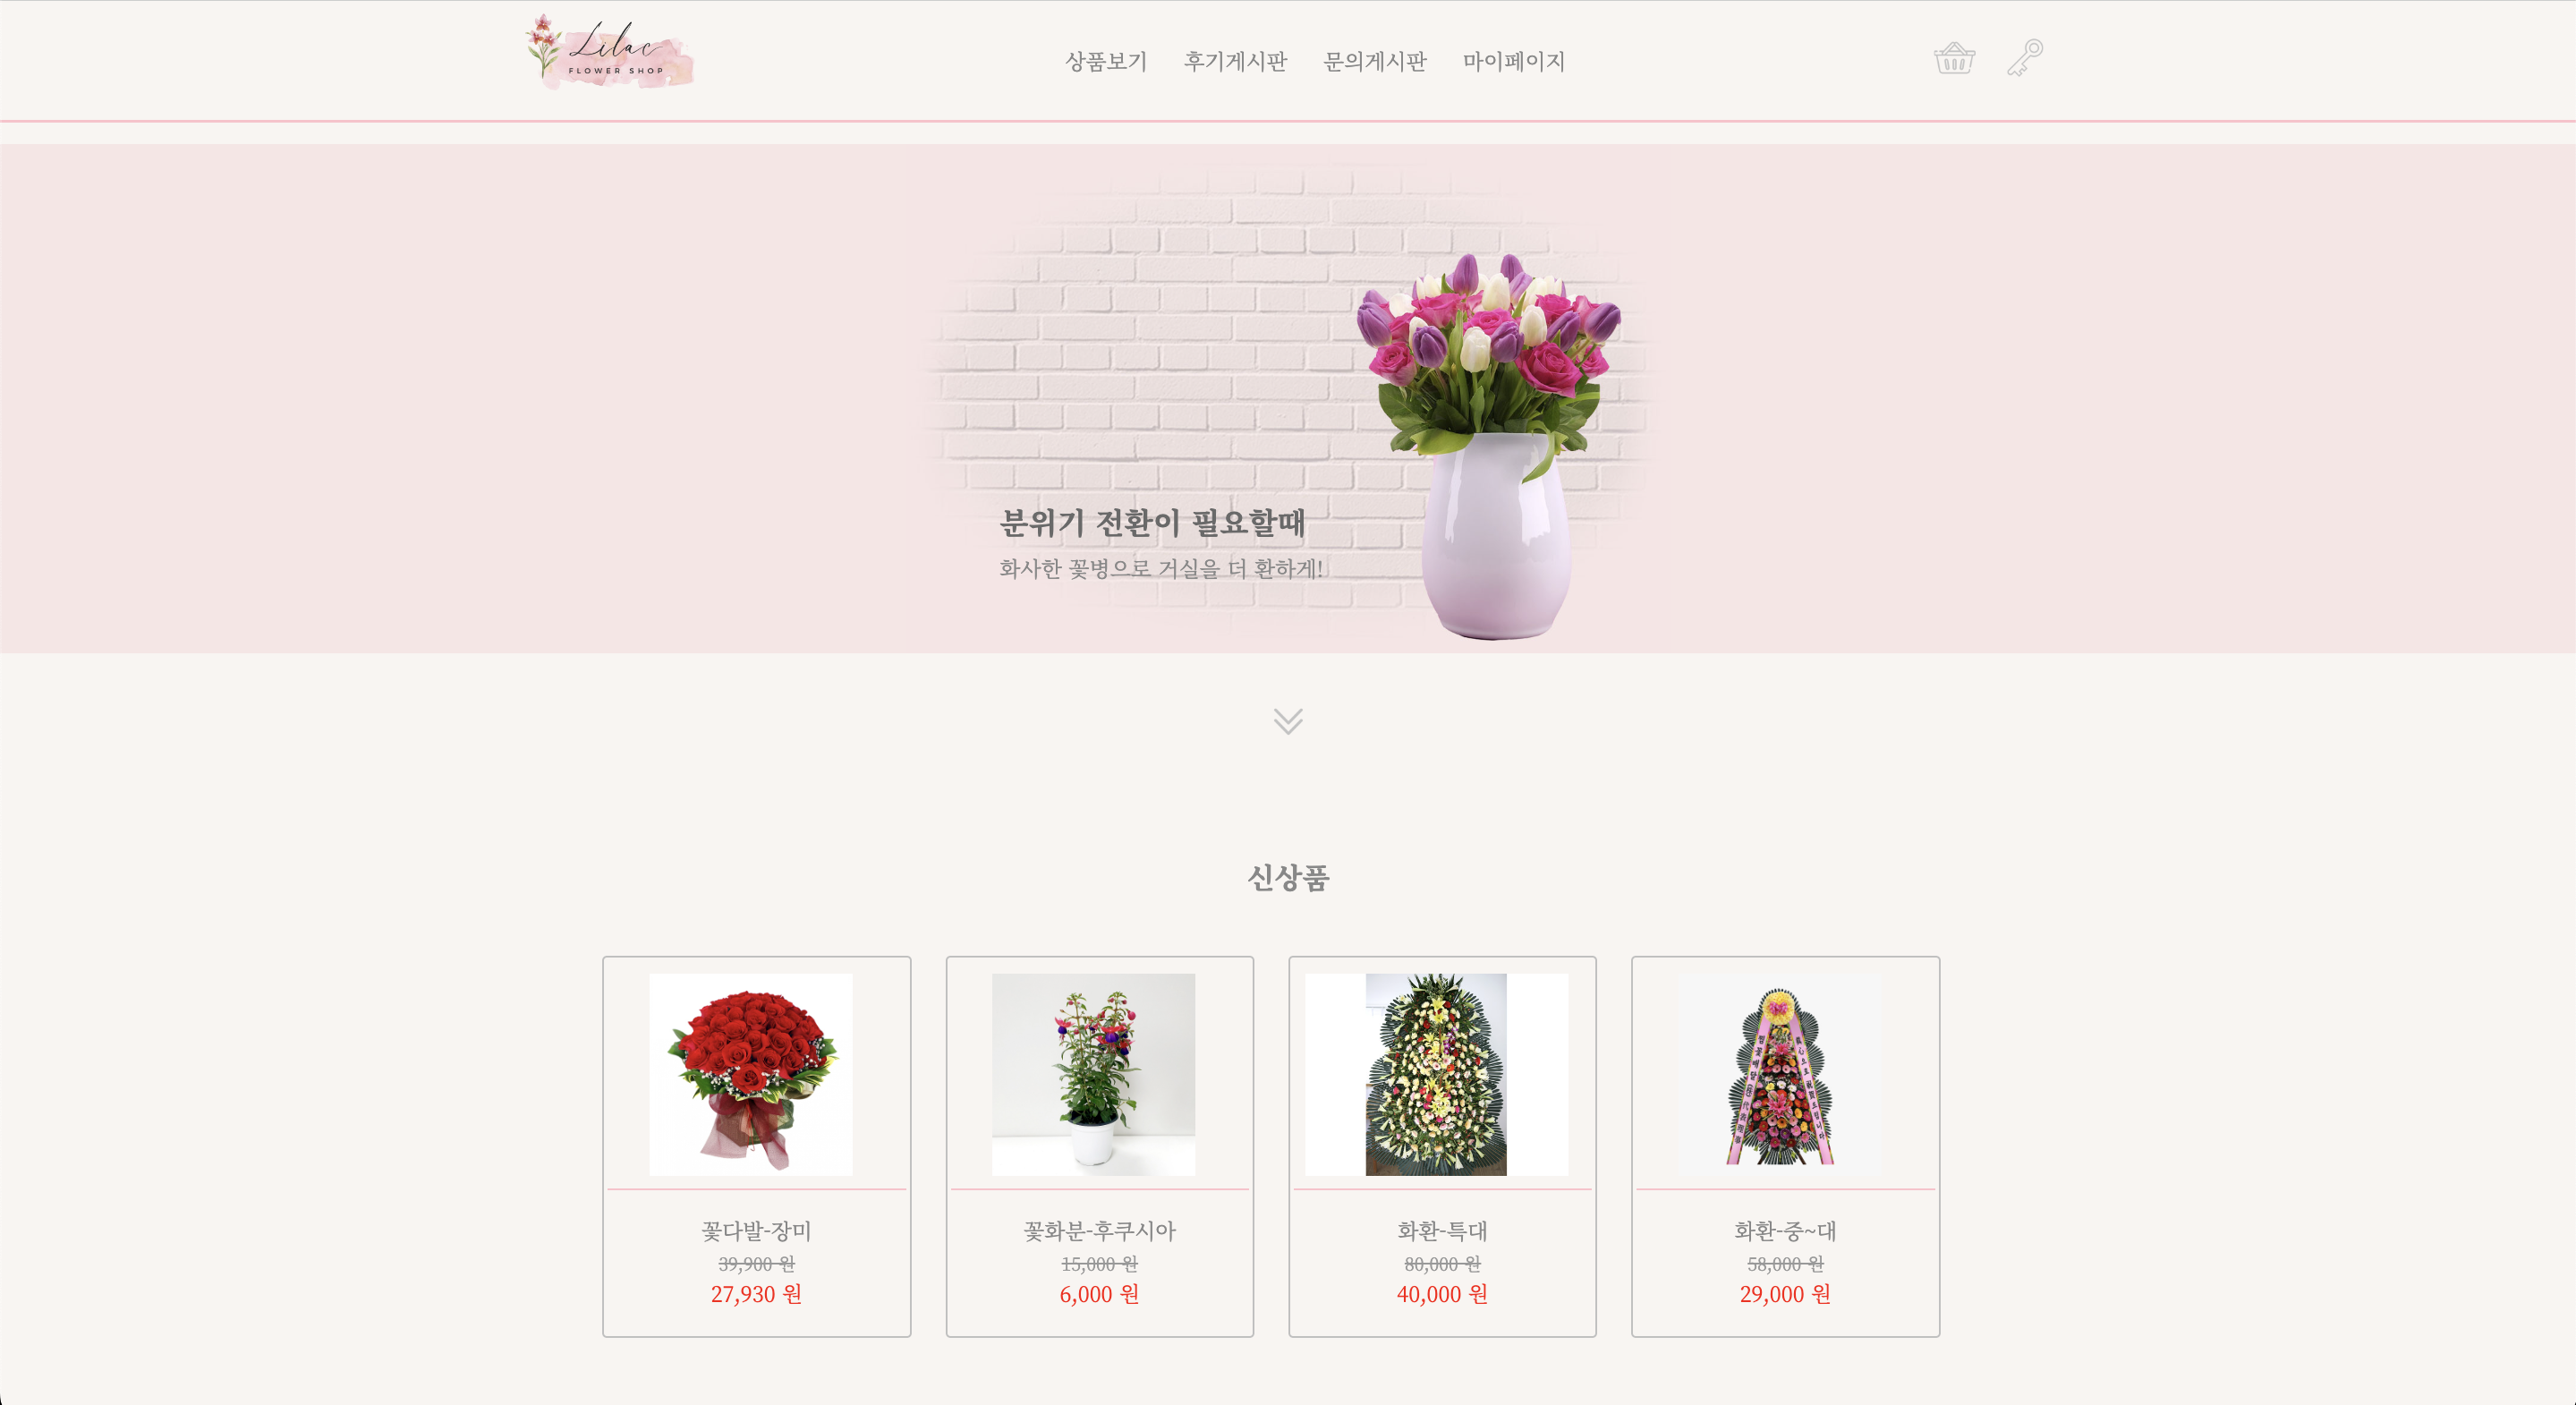 Lilac
FLOWER SHOP
상품보기 후기게시판 문의게시판 마이페이지
분위기 전환이 필요할때
화사한 꽃병으로 거실을 더 환하게!
신상품
꽃다발-장미
39,900 원
27,930 원
꽃화분-후쿠시아
15,000 원
6,000 원
화환-특대
80,000 원
40,000 원
화환-중~대
58,000 원
29,000 원